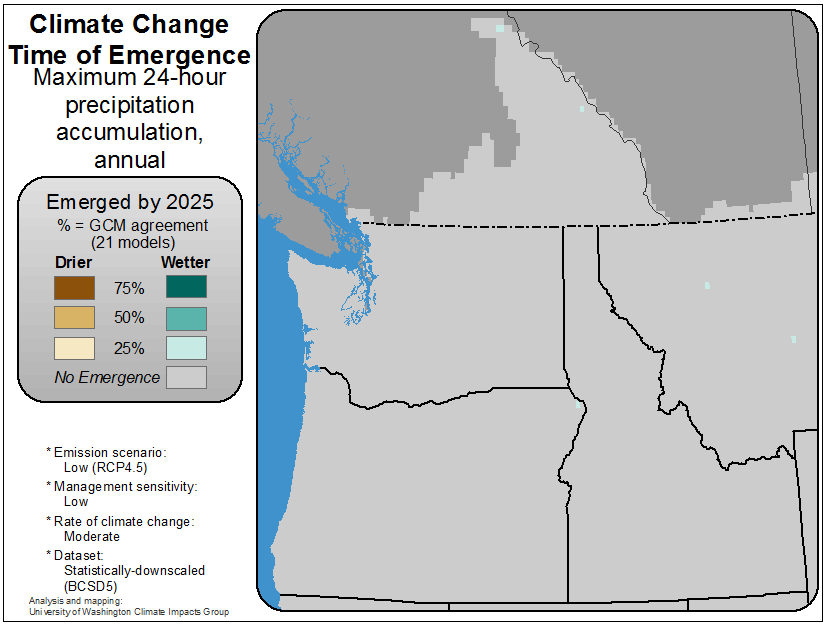 Climate Change
Time of Emergence
Maximum 24-hour
precipitation
accumulation,
annual
Emerged by 2025
% = GCM agreement
(21 models)
Drier Wetter
75%
50%
25%
No Emergence
* Emission scenario:
Low (RCP4.5)
* Management sensitivity:
Low
* Rate of climate change:
Moderate
* Dataset:
Statistically-downscaled
(BCSD5)
Analysis and mapping:
University of Washington Climate Impacts Group